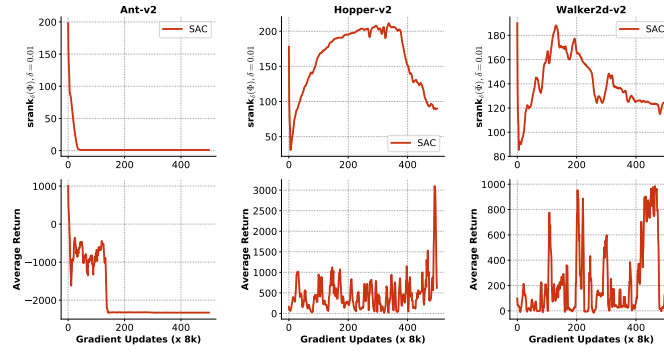 Ant-v2
Hopper-v2
Walker2d-v2
srank_δ(Φ), δ = 0.01
200
150
100
50
0
0 200 400
SAC
srank_δ(Φ), δ = 0.01
200
150
100
50
0 200 400
SAC
srank_δ(Φ), δ = 0.01
180
160
140
120
100
80
0 200 400
SAC
Average Return
1000
0
−1000
−2000
0 200 400
Gradient Updates (x 8k)
Average Return
3000
2500
2000
1500
1000
500
0
0 200 400
Gradient Updates (x 8k)
Average Return
1000
800
600
400
200
0
0 200 400
Gradient Updates (x 8k)